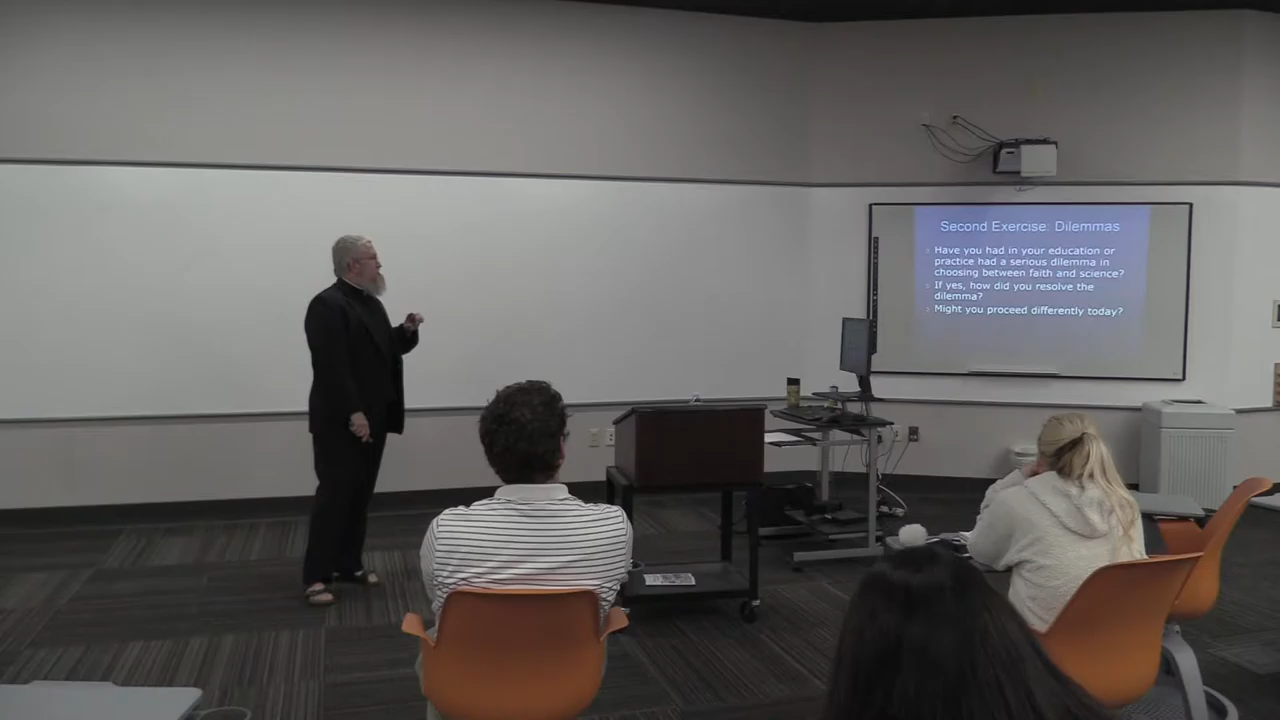 Second Exercise: Dilemmas
Have you had in your education or
practice had a serious dilemma in
choosing between faith and science?
If yes, how did you resolve the
dilemma?
Might you proceed differently today?